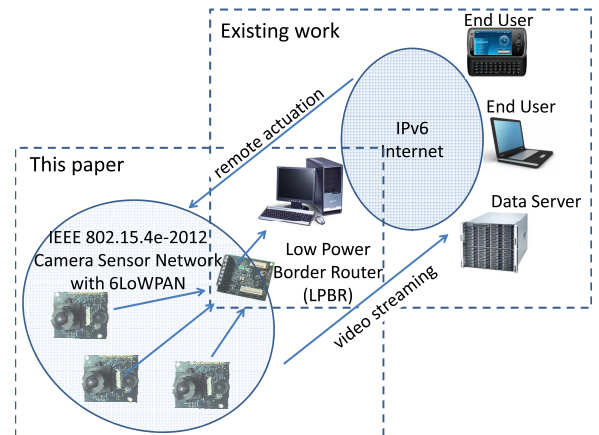 End User
Existing work
remote actuation
IPv6
Internet
End User
This paper
Data Server
IEEE 802.15.4e-2012
Camera Sensor Network
with 6LoWPAN
Low Power
Border Router
(LPBR)
video streaming